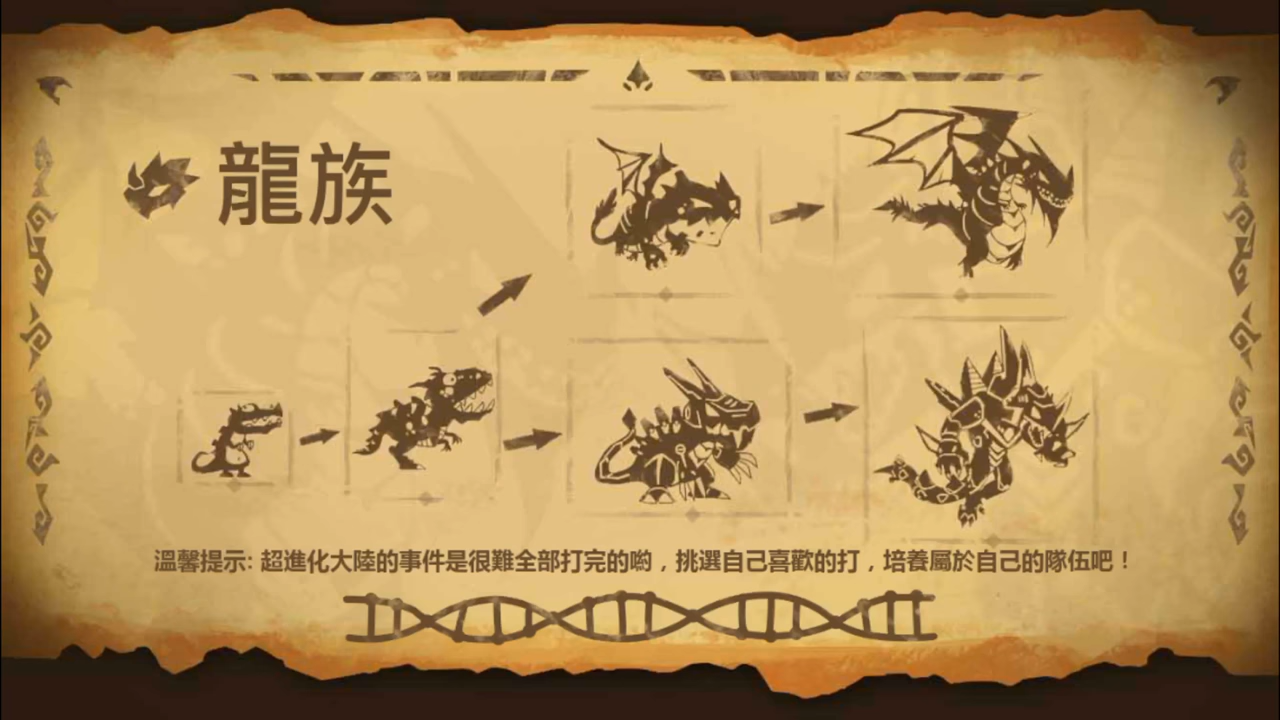 龍族
溫馨提示: 超進化大陸的事件是很難全部打完的喲，挑選自己喜歡的打，培養屬於自己的隊伍吧！